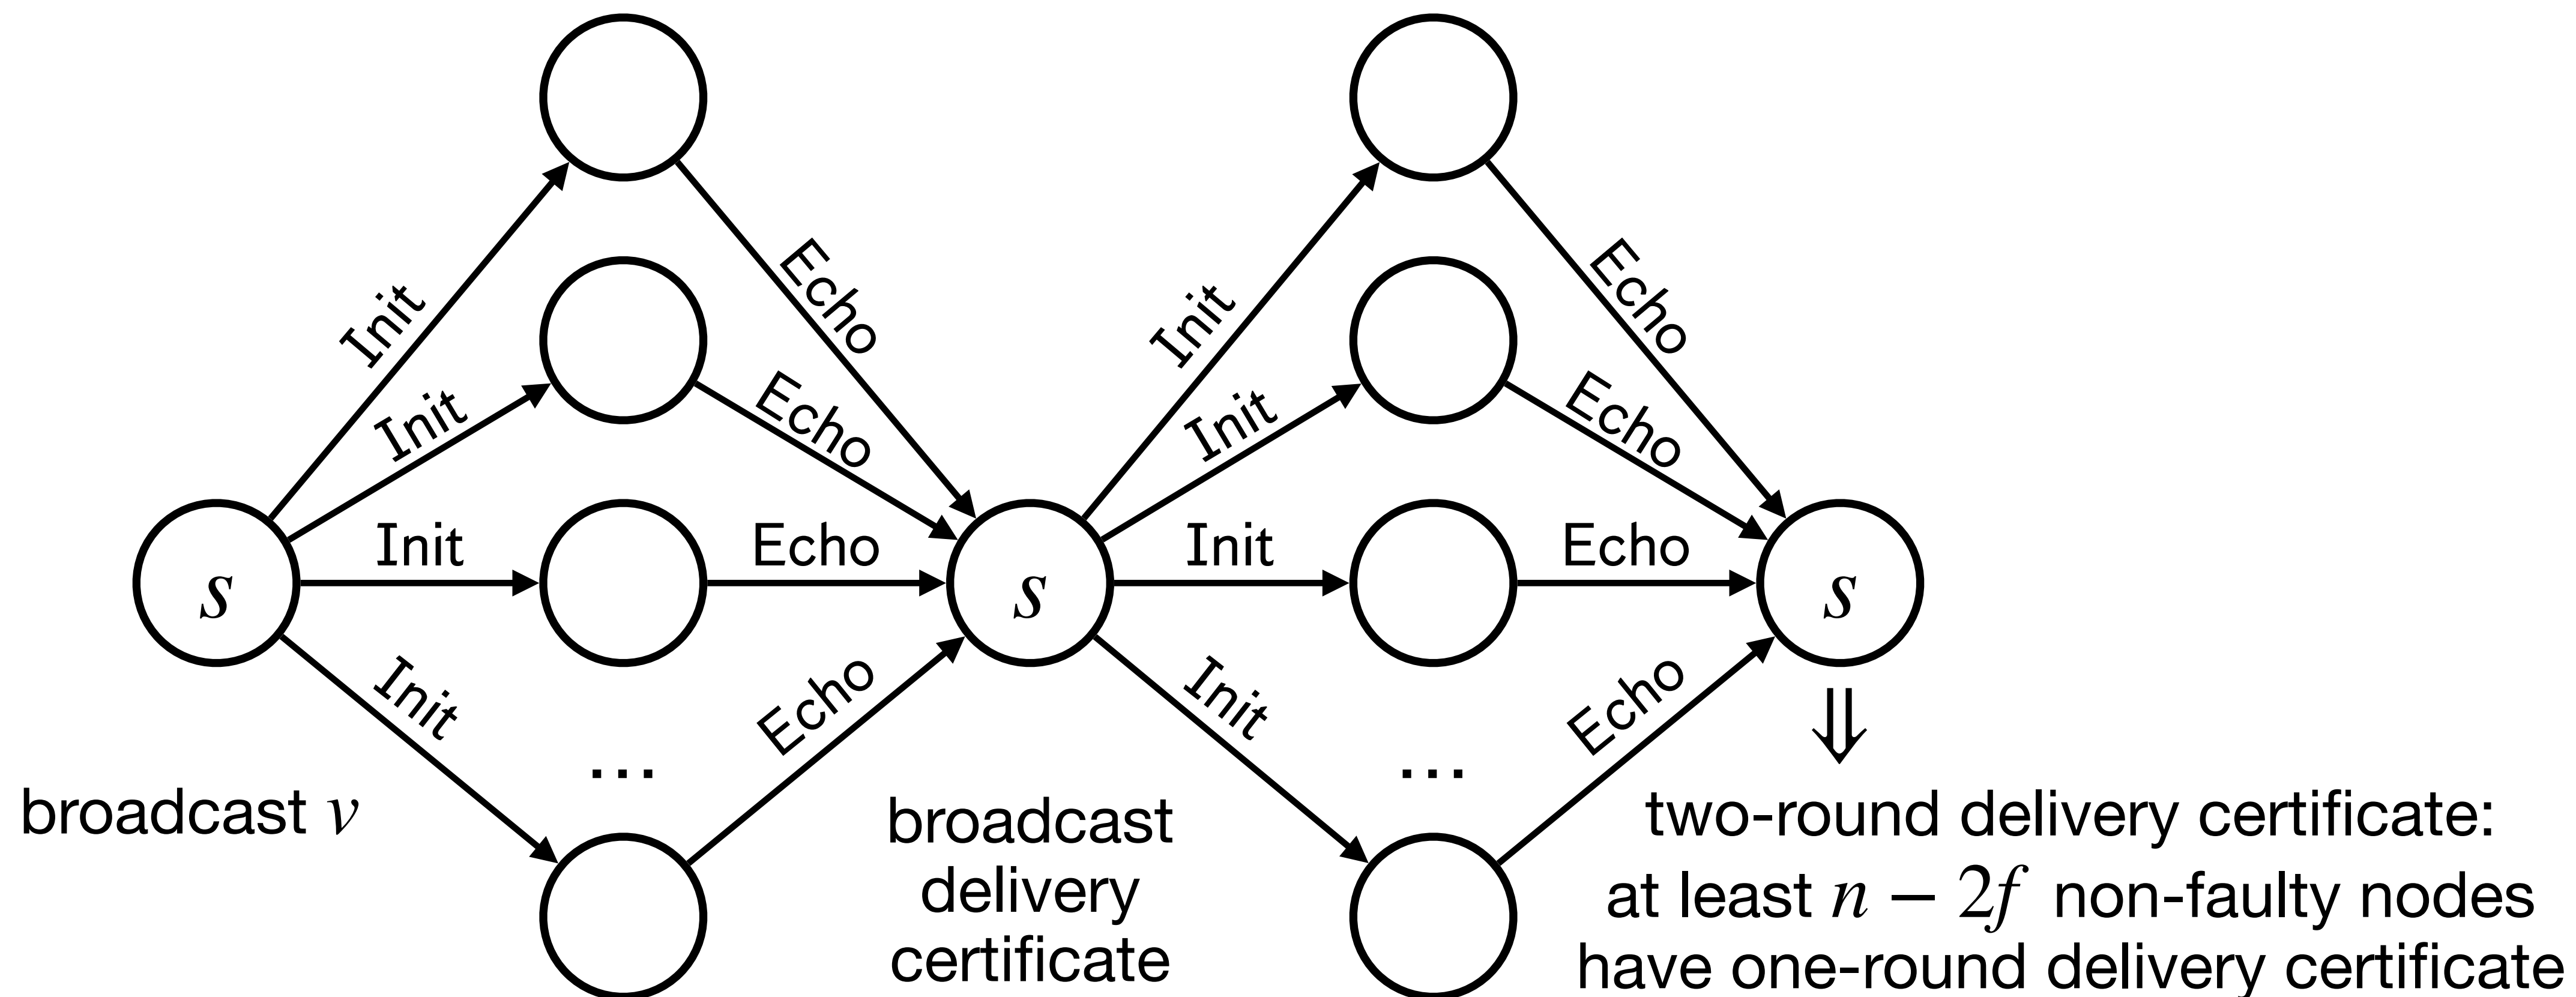 Init
Echo
Init
Echo
Init
Echo
Init
Echo
s
Init
Echo
s
Init
Echo
s
Init
Echo
Init
Echo
...
...
⇓
broadcast v
broadcast
delivery
certificate
two-round delivery certificate:
at least n − 2f non-faulty nodes
have one-round delivery certificate